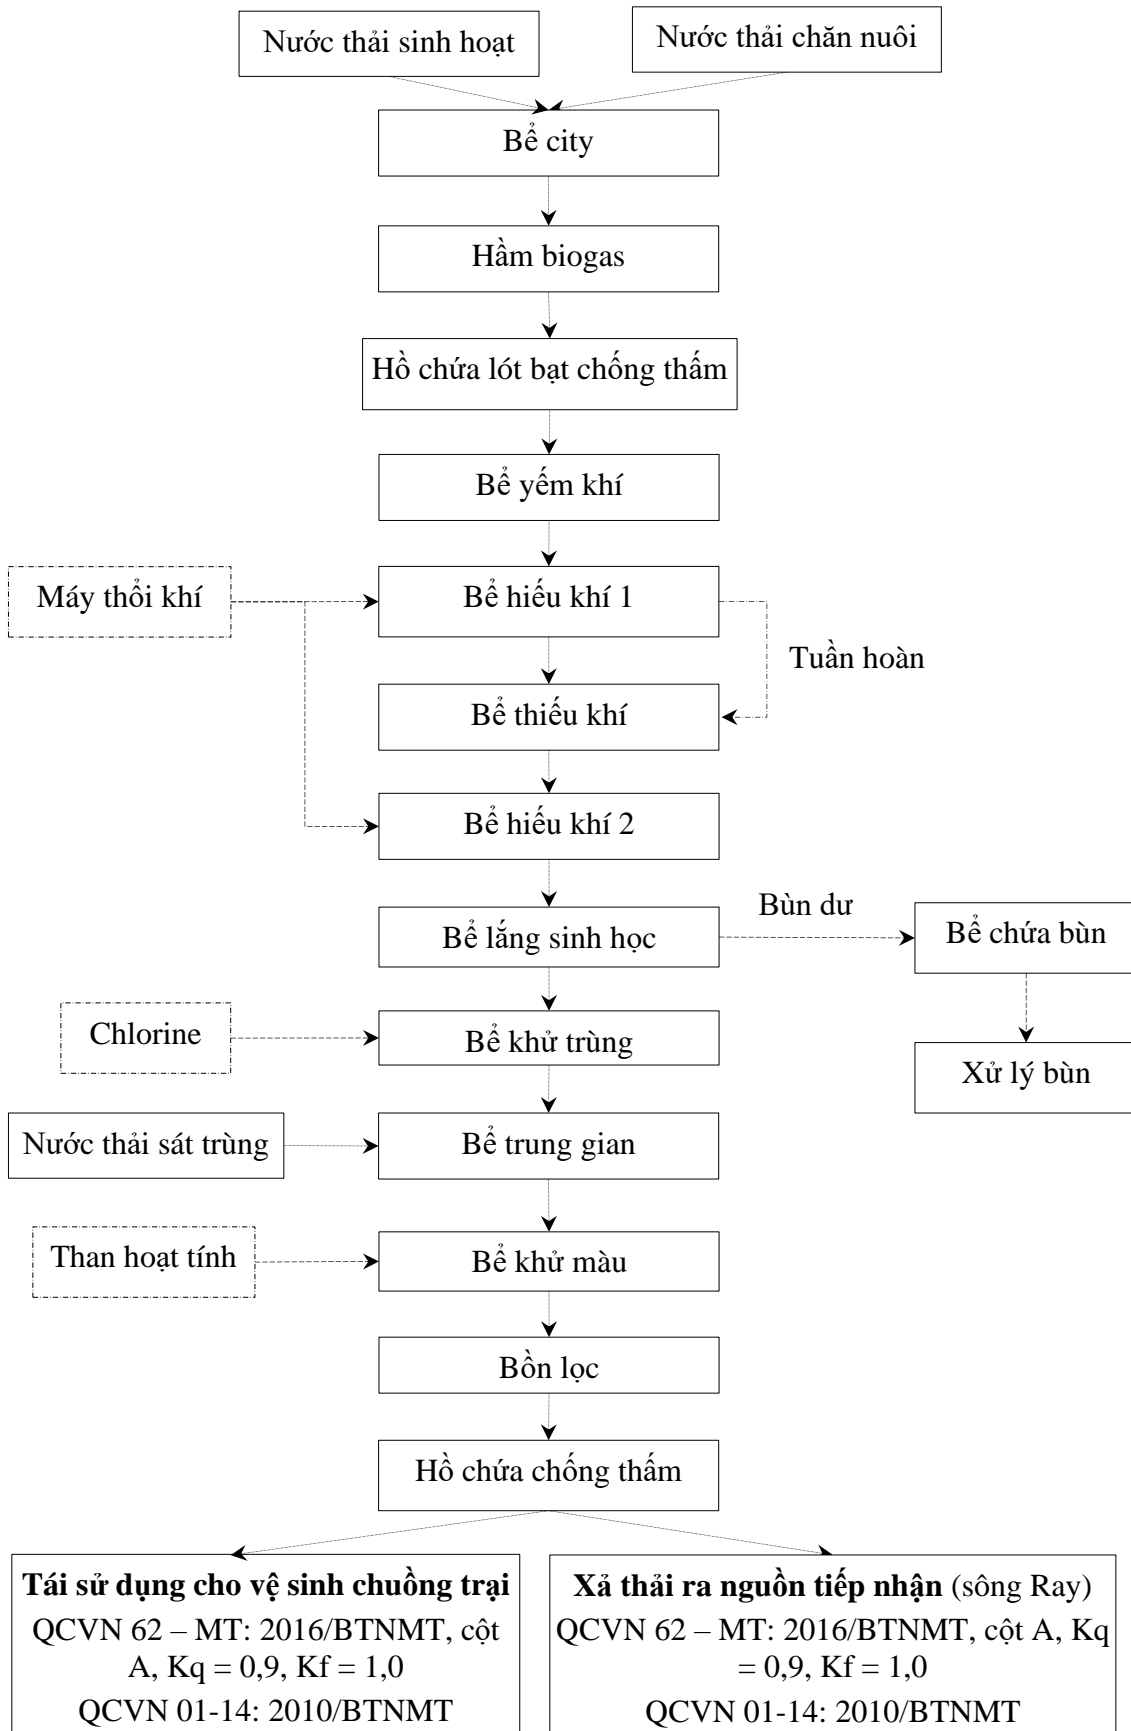 Nước thải sinh hoạt
Nước thải chăn nuôi
Bể city
Hầm biogas
Hồ chứa lót bạt chống thấm
Bể yếm khí
Máy thổi khí
Bể hiếu khí 1
Tuần hoàn
Bể thiếu khí
Bể hiếu khí 2
Bùn dư
Bể lắng sinh học
Bể chứa bùn
Chlorine
Bể khử trùng
Xử lý bùn
Nước thải sát trùng
Bể trung gian
Than hoạt tính
Bể khử màu
Bồn lọc
Hồ chứa chống thấm
Tái sử dụng cho vệ sinh chuồng trại
QCVN 62 – MT: 2016/BTNMT, cột
A, Kq = 0,9, Kf = 1,0
QCVN 01-14: 2010/BTNMT
Xả thải ra nguồn tiếp nhận (sông Ray)
QCVN 62 – MT: 2016/BTNMT, cột A, Kq
= 0,9, Kf = 1,0
QCVN 01-14: 2010/BTNMT